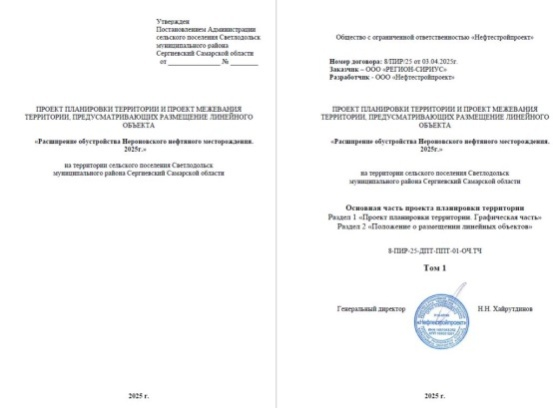 Утвержден
Постановлением Администрации
сельского поселения Светлодольск
муниципального района
Сергиевский Самарской области
от ________________ № ________
ПРОЕКТ ПЛАНИРОВКИ ТЕРРИТОРИИ И ПРОЕКТ МЕЖЕВАНИЯ
ТЕРРИТОРИИ, ПРЕДУСМАТРИВАЮЩИХ РАЗМЕЩЕНИЕ ЛИНЕЙНОГО
ОБЪЕКТА
«Расширение обустройства Нероновского нефтяного месторождения.
2025г.»
на территории сельского поселения Светлодольск
муниципального района Сергиевский Самарской области
2025 г.
Общество с ограниченной ответственностью «Нефтестройпроект»
Номер договора: 8/ПИР/25 от 03.04.2025г.
Заказчик – ООО «РЕГИОН-СИРИУС»
Разработчик - ООО «Нефтестройпроект»
ПРОЕКТ ПЛАНИРОВКИ ТЕРРИТОРИИ И ПРОЕКТ МЕЖЕВАНИЯ
ТЕРРИТОРИИ, ПРЕДУСМАТРИВАЮЩИХ РАЗМЕЩЕНИЕ ЛИНЕЙНОГО
ОБЪЕКТА
«Расширение обустройства Нероновского нефтяного месторождения.
2025г.»
на территории сельского поселения Светлодольск
муниципального района Сергиевский Самарской области
Основная часть проекта планировки территории
Раздел 1 «Проект планировки территории. Графическая часть»
Раздел 2 «Положение о размещении линейных объектов»
8-ПИР-25-ДПТ-ППТ-01-ОЧ.ТЧ
Том 1
Генеральный директор Н.Н. Хайрутдинов
«Нефтестройпроект»
2025 г.